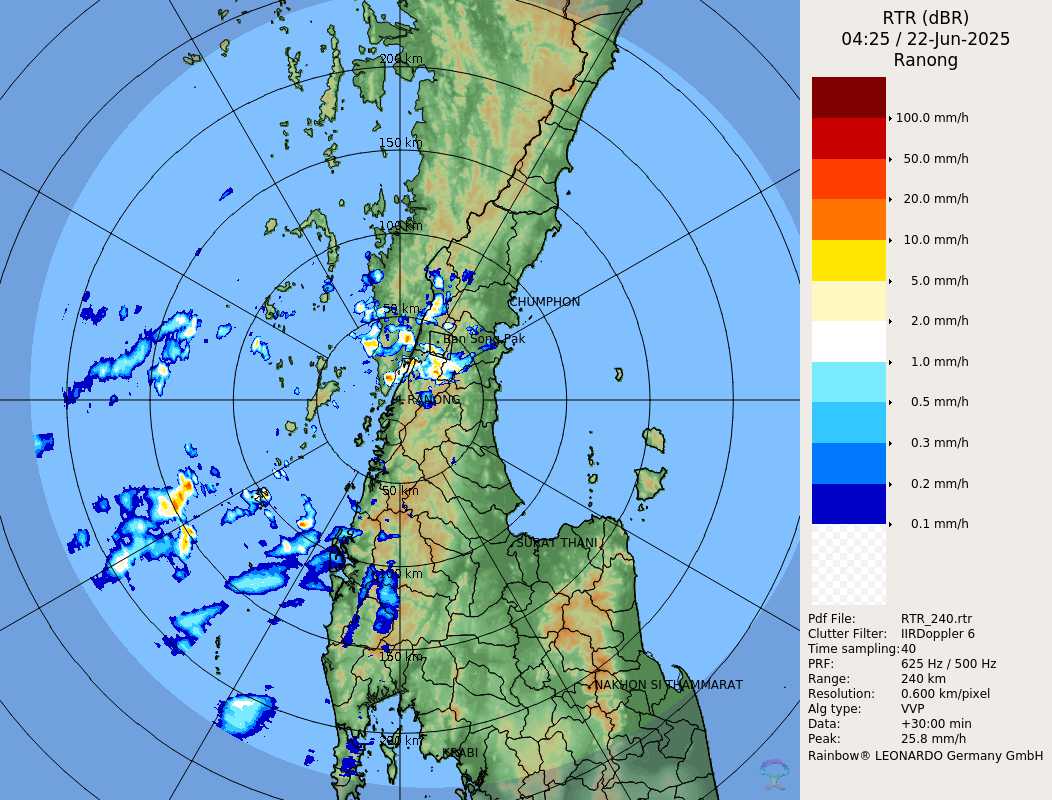 RTR (dBR)
04:25 / 22-Jun-2025
Ranong
100.0 mm/h
50.0 mm/h
20.0 mm/h
10.0 mm/h
5.0 mm/h
2.0 mm/h
1.0 mm/h
0.5 mm/h
0.3 mm/h
0.2 mm/h
0.1 mm/h
Pdf File: RTR_240.rtr
Clutter Filter: IIRDoppler 6
Time sampling: 40
PRF: 625 Hz / 500 Hz
Range: 240 km
Resolution: 0.600 km/pixel
Alg type: VVP
Data: +30:00 min
Peak: 25.8 mm/h
Rainbow® LEONARDO Germany GmbH
200 km
150 km
100 km
CHUMPHON
50 km
Ban Song Pak
RANONG
50 km
SURAT THANI
100 km
150 km
NAKHON SI THAMMARAT
200 km
KRABI